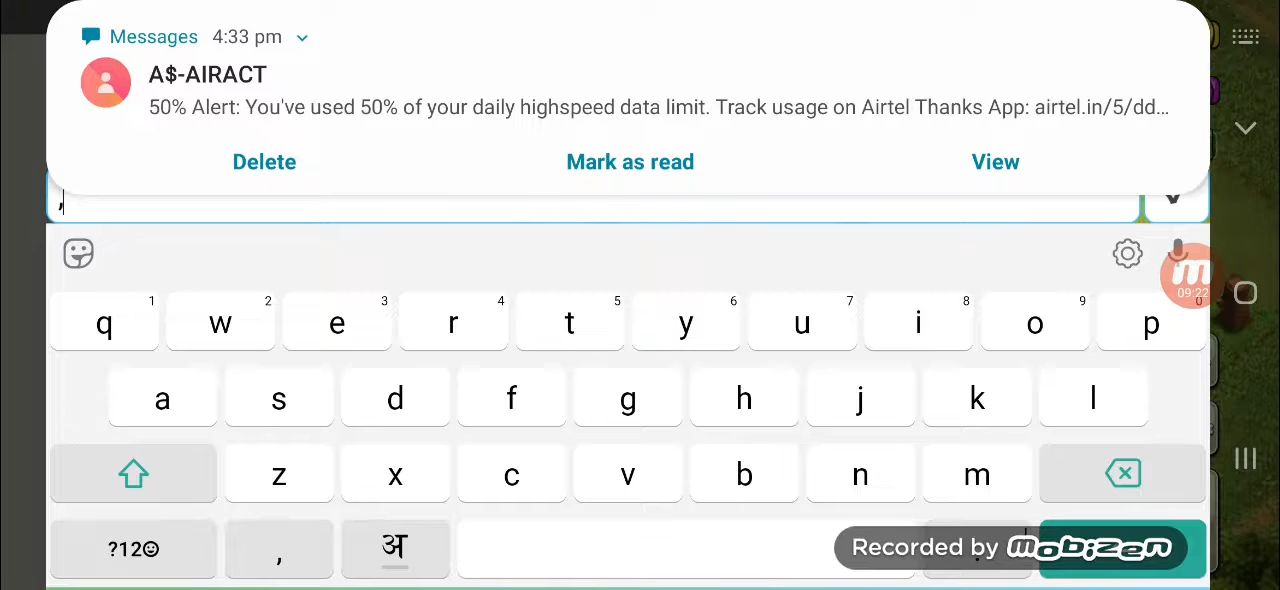 Messages 4:33 pm
A$-AIRACT
50% Alert: You've used 50% of your daily highspeed data limit. Track usage on Airtel Thanks App: airtel.in/5/dd...
Delete Mark as read View
,
09:22
1 2 3 4 5 6 7 8 9 0
q w e r t y u i o p
a s d f g h j k l
z x c v b n m
?12 , अ
Recorded by mobizen